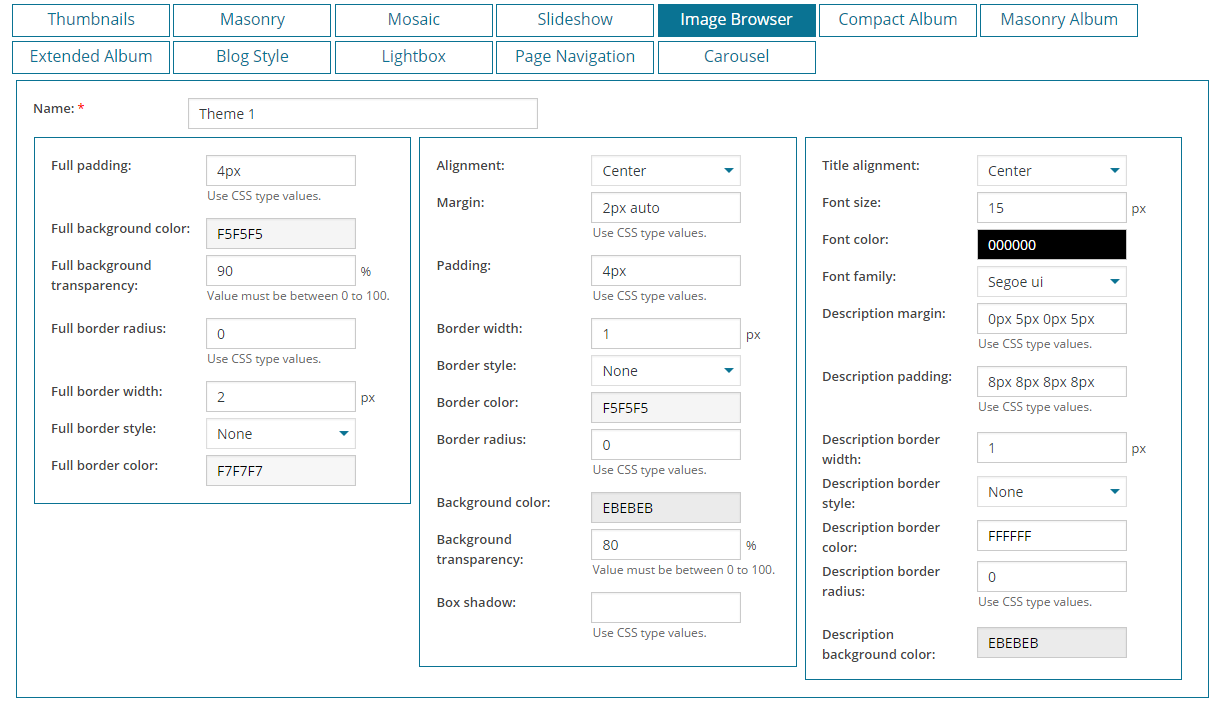 Thumbnails
Masonry
Mosaic
Slideshow
Image Browser
Compact Album
Masonry Album
Extended Album
Blog Style
Lightbox
Page Navigation
Carousel
Name: *
Theme 1
Full padding:
4px
Use CSS type values.
Full background color:
F5F5F5
Full background
transparency:
90 %
Value must be between 0 to 100.
Full border radius:
0
Use CSS type values.
Full border width:
2 px
Full border style:
None
Full border color:
F7F7F7
Alignment:
Center
Margin:
2px auto
Use CSS type values.
Padding:
4px
Use CSS type values.
Border width:
1 px
Border style:
None
Border color:
F5F5F5
Border radius:
0
Use CSS type values.
Background color:
EBEBEB
Background
transparency:
80 %
Value must be between 0 to 100.
Box shadow:
Use CSS type values.
Title alignment:
Center
Font size:
15 px
Font color:
000000
Font family:
Segoe ui
Description margin:
0px 5px 0px 5px
Use CSS type values.
Description padding:
8px 8px 8px 8px
Use CSS type values.
Description border
width:
1 px
Description border
style:
None
Description border
color:
FFFFFF
Description border
radius:
0
Use CSS type values.
Description
background color:
EBEBEB